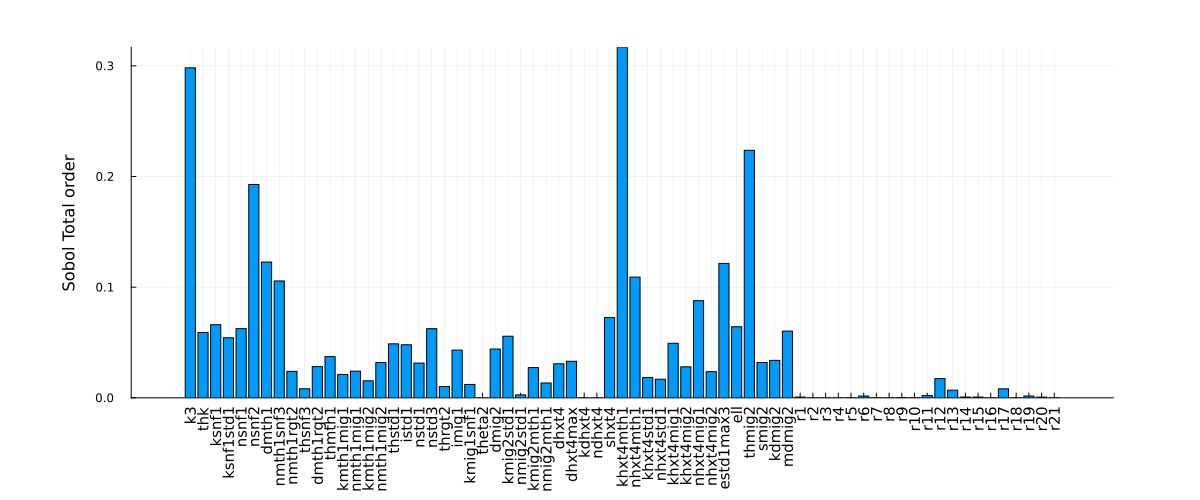 Sobol Total order
0.3
0.2
0.1
0.0
k3
thk
ksnf1
ksnf1std1
nsnf1
nsnf2
dmth1
nmth1snf3
nmth1rgt2
thsnf3
dmth1rgt2
thmth1
kmth1mig1
nmth1mig1
kmth1mig2
nmth1mig2
thstd1
istd1
nstd1
nstd3
thrgt2
imig1
kmig1snf1
theta2
dmig2
kmig2std1
nmig2std1
kmig2mth1
nmig2mth1
dhxt4
dhxt4max
kdhxt4
ndhxt4
shxt4
khxt4mth1
nhxt4mth1
khxt4std1
nhxt4std1
khxt4mig1
khxt4mig2
nhxt4mig1
nhxt4mig2
estd1max3
ell
thmig2
smig2
kdmig2
mdmig2
r1
r2
r3
r4
r5
r6
r7
r8
r9
r10
r11
r12
r13
r14
r15
r16
r17
r18
r19
r20
r21